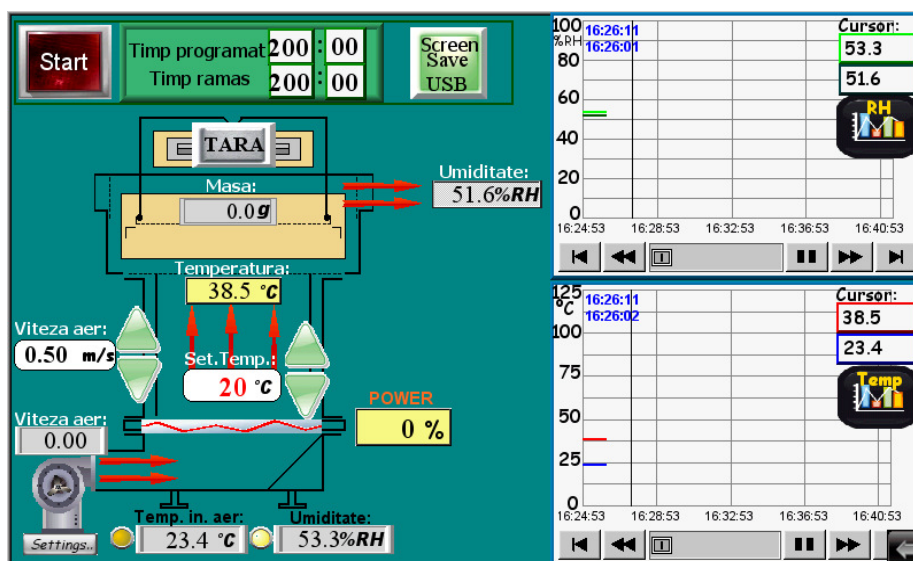 Start
Timp programat 200 : 00
Timp ramas 200 : 00
Screen
Save
USB
TARA
Masa:
0.0 g
Umiditate:
51.6%RH
Temperatura:
38.5 °C
Viteza aer:
0.50 m/s
Set.Temp.:
20 °C
POWER
0 %
Viteza aer:
0.00
Settings..
Temp. in. aer:
23.4 °C
Umiditate:
53.3%RH
100
%RH
80
60
40
20
0
16:26:11
16:26:01
16:24:53 16:28:53 16:32:53 16:36:53 16:40:53
Cursor:
53.3
51.6
RH
125
°C
100
75
50
25
0
16:26:11
16:26:02
16:24:53 16:28:53 16:32:53 16:36:53 16:40:53
Cursor:
38.5
23.4
Temp